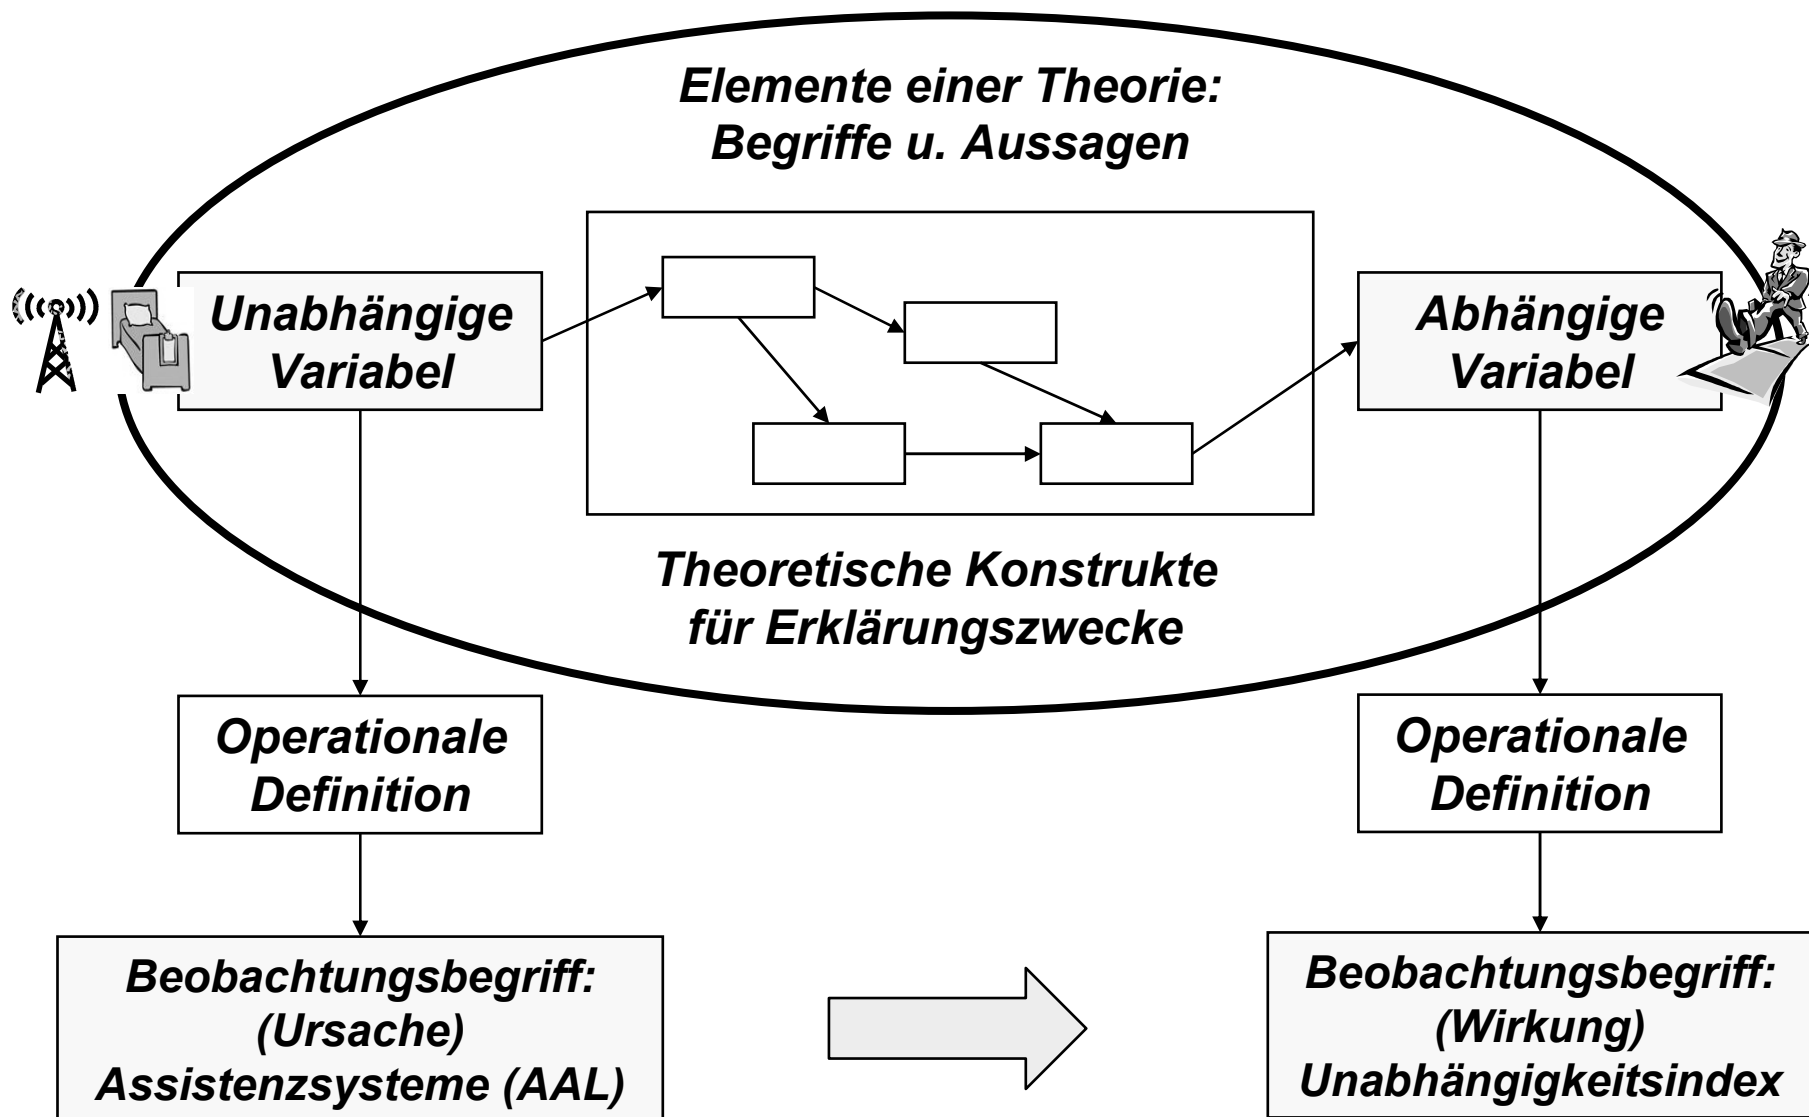 Elemente einer Theorie:
Begriffe u. Aussagen
Unabhängige
Variabel
Abhängige
Variabel
Theoretische Konstrukte
für Erklärungszwecke
Operationale
Definition
Operationale
Definition
Beobachtungsbegriff:
(Ursache)
Assistenzsysteme (AAL)
Beobachtungsbegriff:
(Wirkung)
Unabhängigkeitsindex